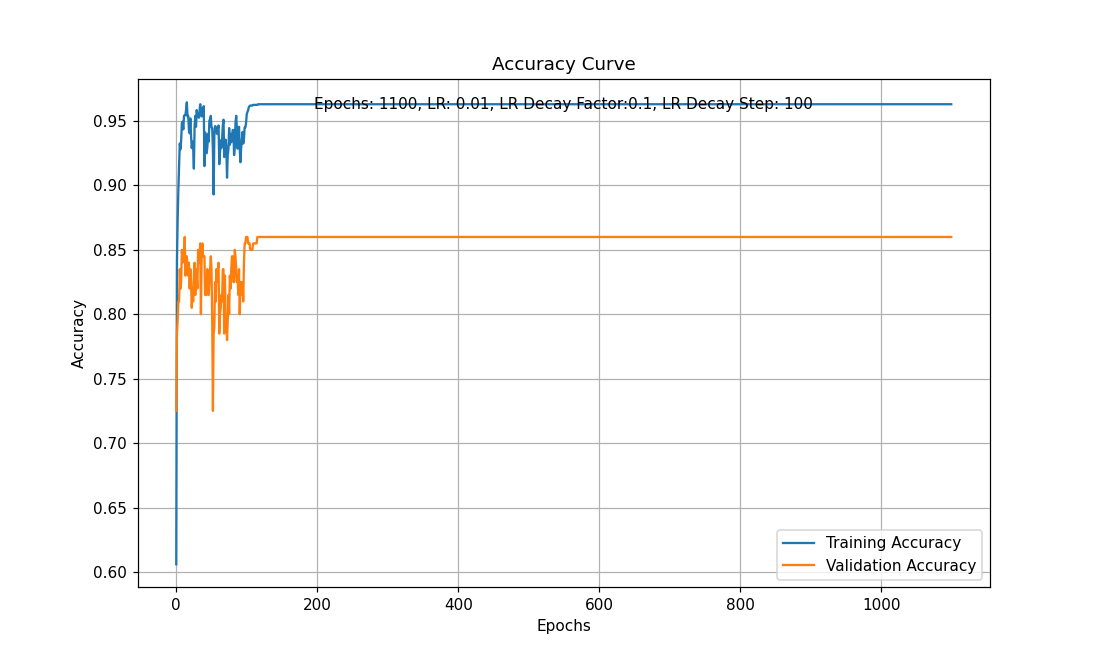 Accuracy Curve
Epochs: 1100, LR: 0.01, LR Decay Factor:0.1, LR Decay Step: 100
0.95
0.90
0.85
0.80
0.75
0.70
0.65
0.60
Accuracy
Training Accuracy
Validation Accuracy
0 200 400 600 800 1000
Epochs